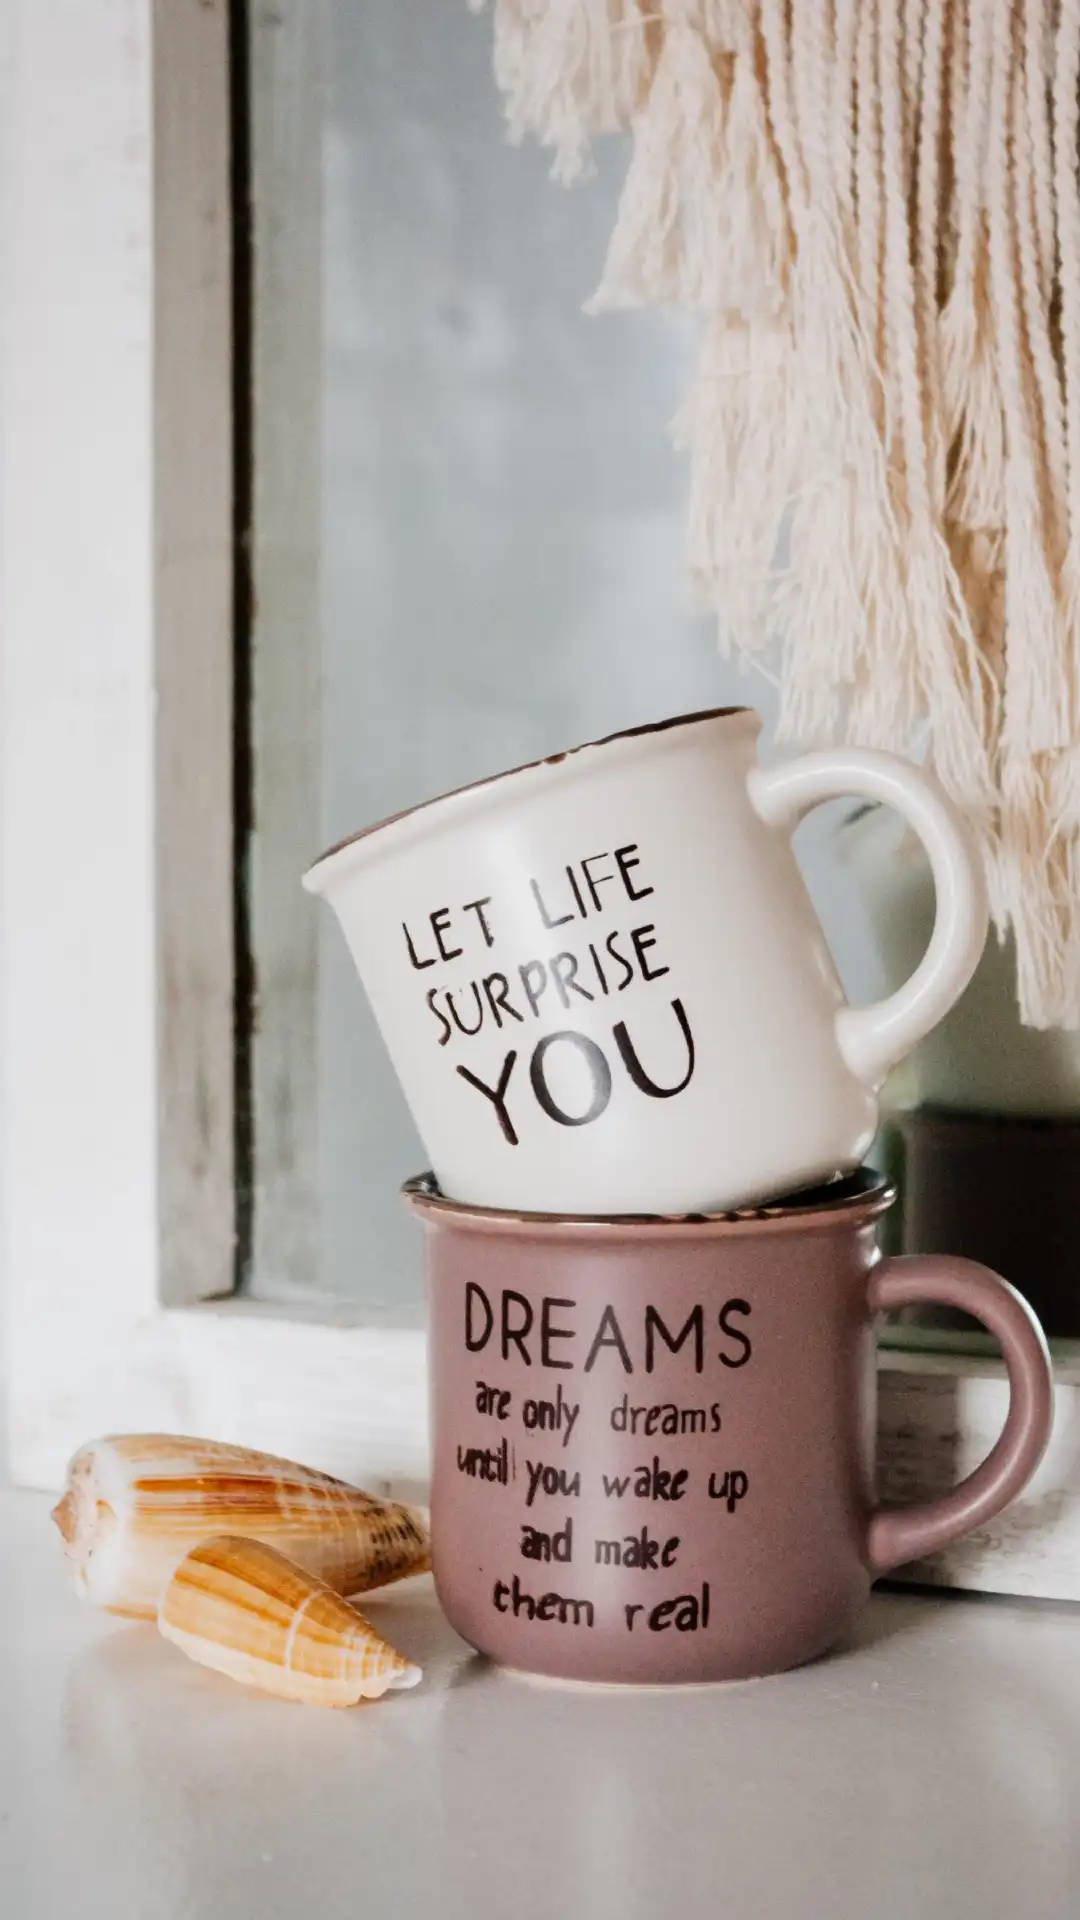 LET LIFE
SURPRISE
YOU
DREAMS
are only dreams
until you wake up
and make
them real